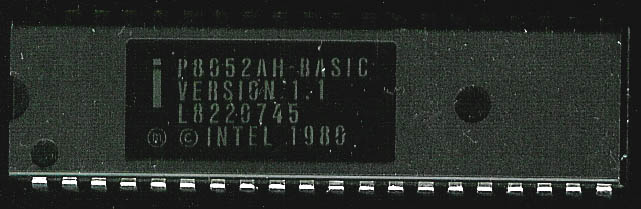 i P8052AH-BASIC
VERSION 1.1
L8220745
ⓜ © INTEL 1980